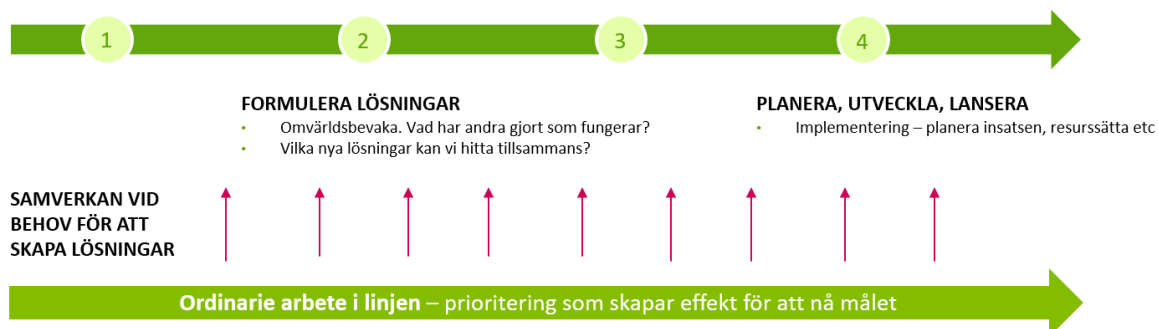 1
2
3
4
FORMULERA LÖSNINGAR
• Omvärldsbevaka. Vad har andra gjort som fungerar?
• Vilka nya lösningar kan vi hitta tillsammans?
PLANERA, UTVECKLA, LANSERA
• Implementering – planera insatsen, resurssätta etc
SAMVERKAN VID
BEHOV FÖR ATT
SKAPA LÖSNINGAR
Ordinarie arbete i linjen – prioritering som skapar effekt för att nå målet